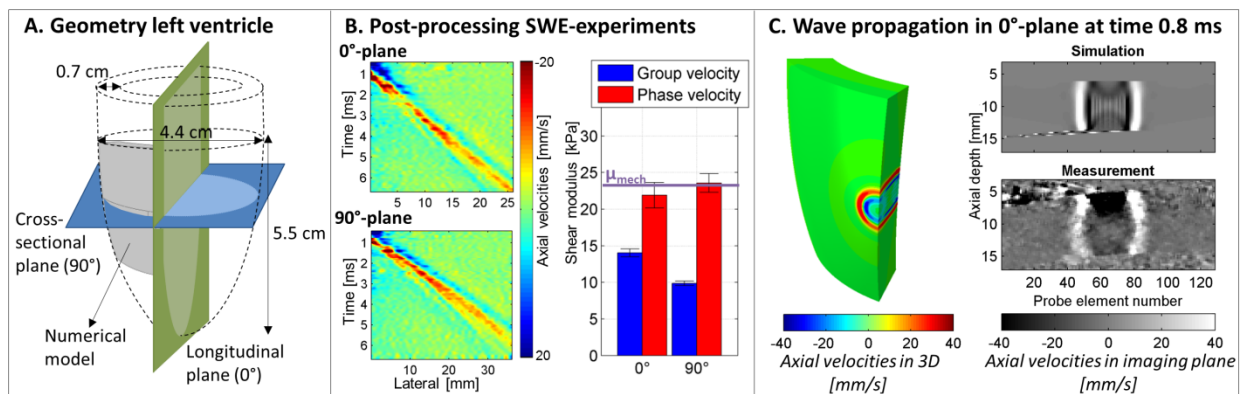 A. Geometry left ventricle
0.7 cm
4.4 cm
5.5 cm
Cross-
sectional
plane (90°)
Numerical
model
Longitudinal
plane (0°)
B. Post-processing SWE-experiments
0°-plane
Time [ms]
1
2
3
4
5
6
5 10 15 20 25
90°-plane
Time [ms]
1
2
3
4
5
6
10 20 30
Lateral [mm]
-20
Axial velocities [mm/s]
20
Group velocity
Phase velocity
Shear modulus [kPa]
30
25
20
15
10
5
0
μmech
0° 90°
C. Wave propagation in 0°-plane at time 0.8 ms
-40 -20 0 20 40
Axial velocities in 3D
[mm/s]
Simulation
5
10
15
Measurement
5
10
15
Axial depth [mm]
20 40 60 80 100 120
Probe element number
-40 -20 0 20 40
Axial velocities in imaging plane
[mm/s]